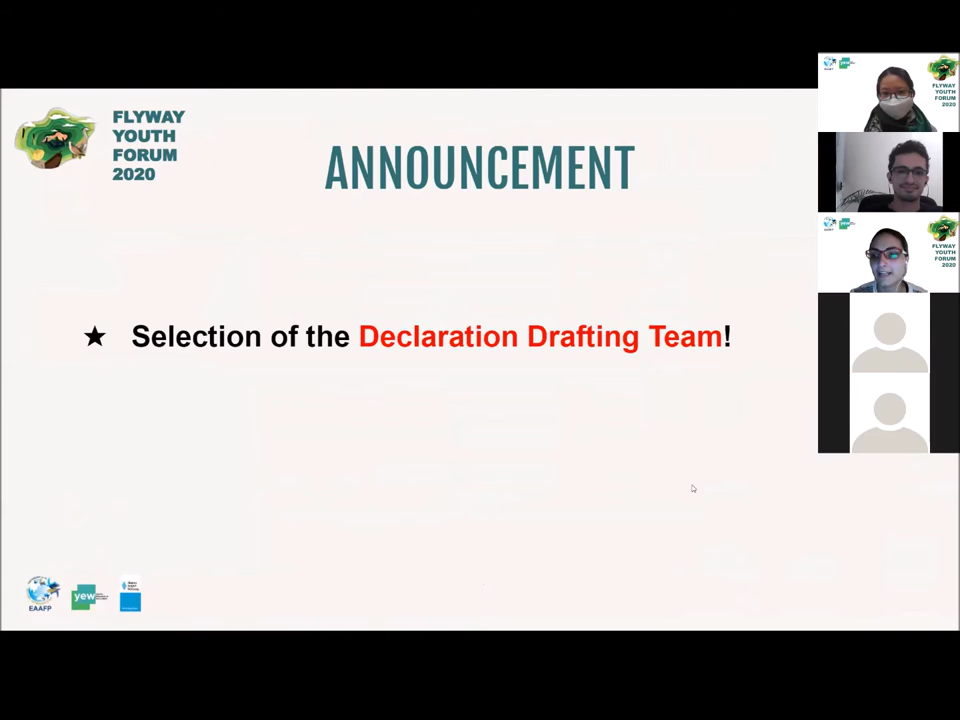 FLYWAY
YOUTH
FORUM
2020
ANNOUNCEMENT
★ Selection of the Declaration Drafting Team!
EAAFP
yew
FLYWAY
YOUTH
FORUM
2020
FLYWAY
YOUTH
FORUM
2020